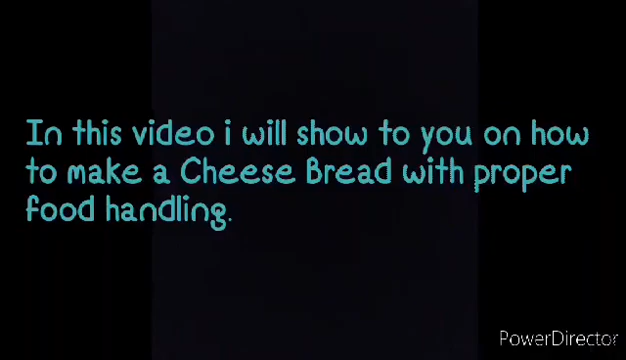 In this video i will show to you on how
to make a Cheese Bread with proper
food handling.
PowerDirector